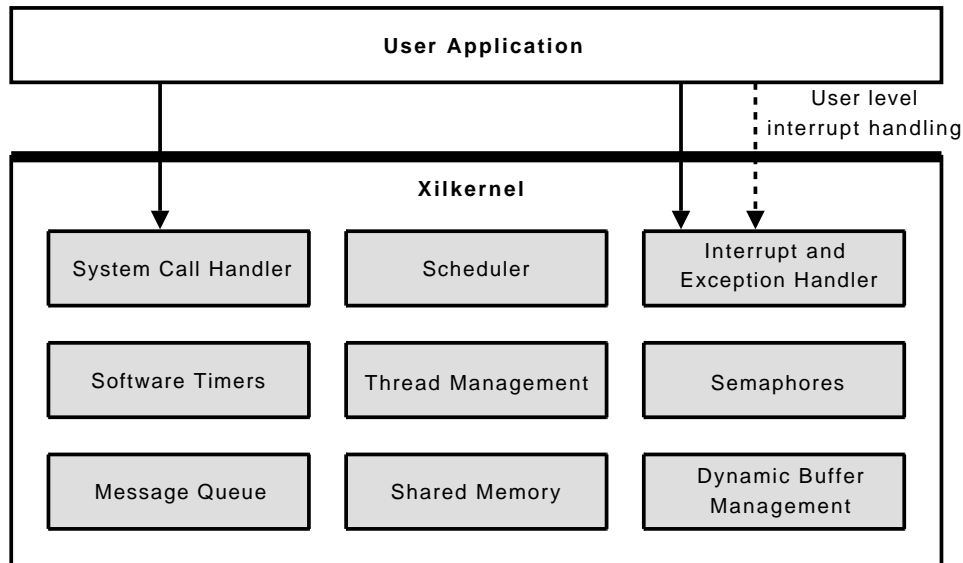 User Application
User level
interrupt handling
Xilkernel
System Call Handler
Scheduler
Interrupt and
Exception Handler
Software Timers
Thread Management
Semaphores
Message Queue
Shared Memory
Dynamic Buffer
Management